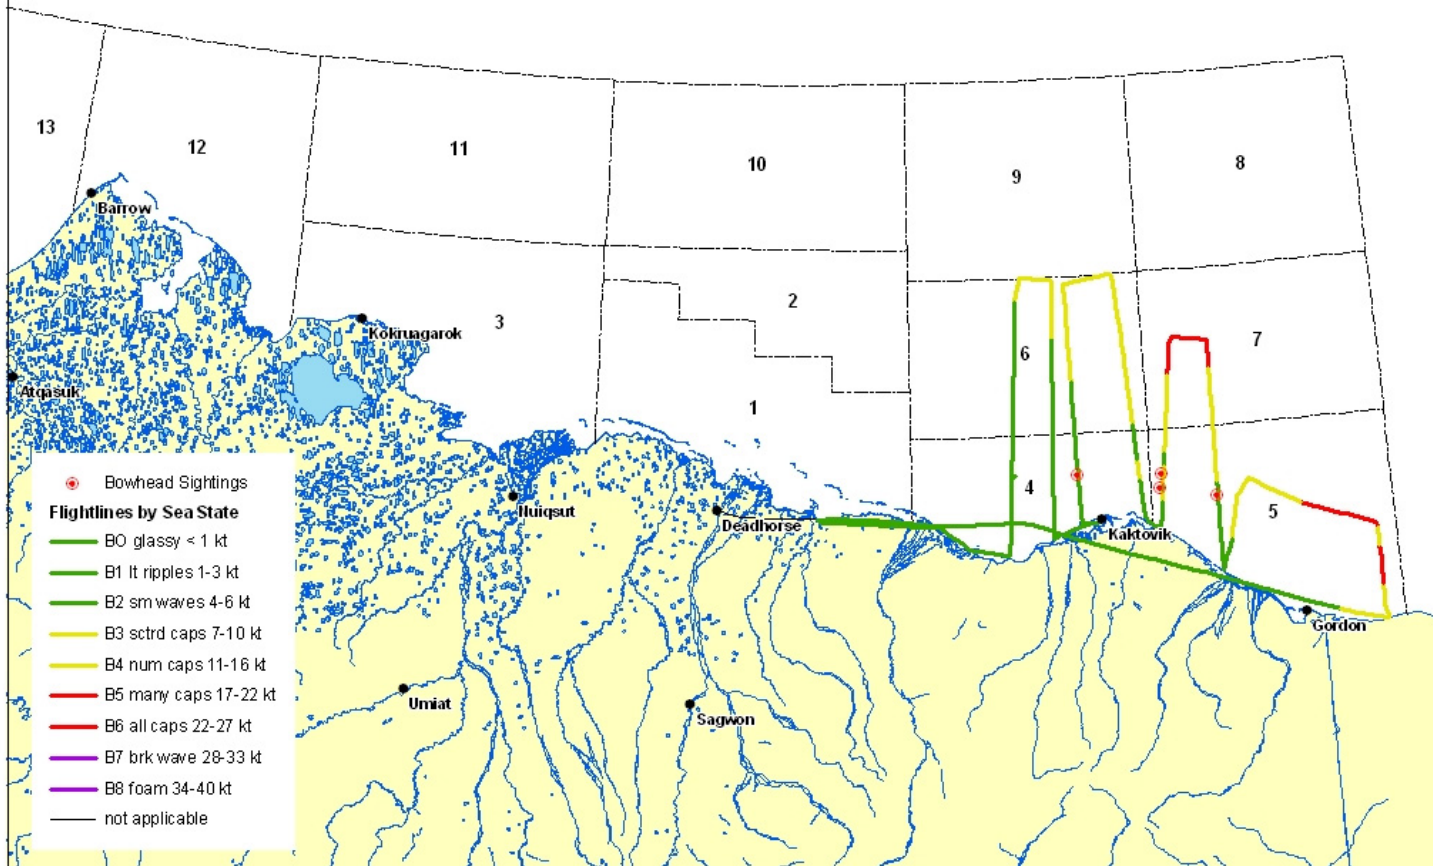 13
12
11
10
9
8
Barrow
2
3
Kokruagarok
7
6
Atqasuk
1
Bowhead Sightings
Flightlines by Sea State
B0 glassy < 1 kt
B1 lt ripples 1-3 kt
B2 sm waves 4-6 kt
B3 sctrd caps 7-10 kt
B4 num caps 11-16 kt
B5 many caps 17-22 kt
B6 all caps 22-27 kt
B7 brk wave 28-33 kt
B8 foam 34-40 kt
not applicable
4
5
Nuiqsut
Deadhorse
Kaktovik
Gordon
Umiat
Sagwon